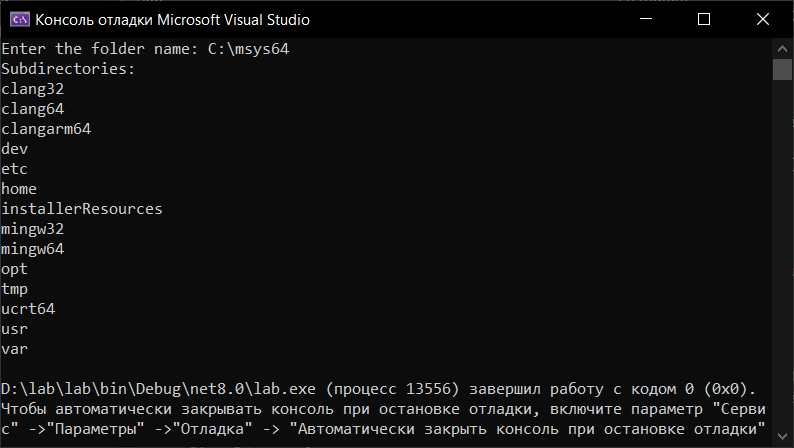 Консоль отладки Microsoft Visual Studio
Enter the folder name: C:\msys64
Subdirectories:
clang32
clang64
clangarm64
dev
etc
home
installerResources
mingw32
mingw64
opt
tmp
ucrt64
usr
var
D:\lab\lab\bin\Debug\net8.0\lab.exe (процесс 13556) завершил работу с кодом 0 (0x0).
Чтобы автоматически закрывать консоль при остановке отладки, включите параметр "Серви
с" ->"Параметры" ->"Отладка" -> "Автоматически закрыть консоль при остановке отладки"